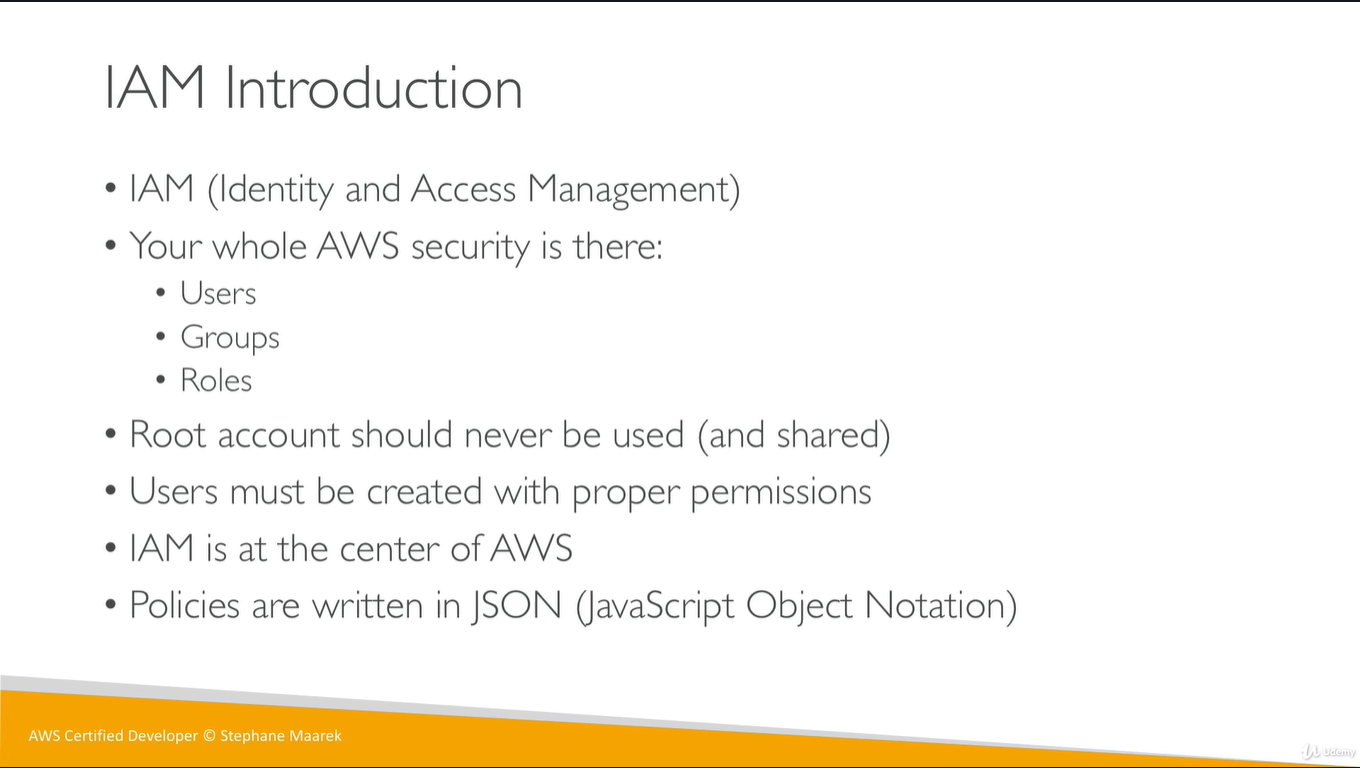 IAM Introduction
• IAM (Identity and Access Management)
• Your whole AWS security is there:
• Users
• Groups
• Roles
• Root account should never be used (and shared)
• Users must be created with proper permissions
• IAM is at the center of AWS
• Policies are written in JSON (JavaScript Object Notation)
AWS Certified Developer © Stephane Maarek
Udemy